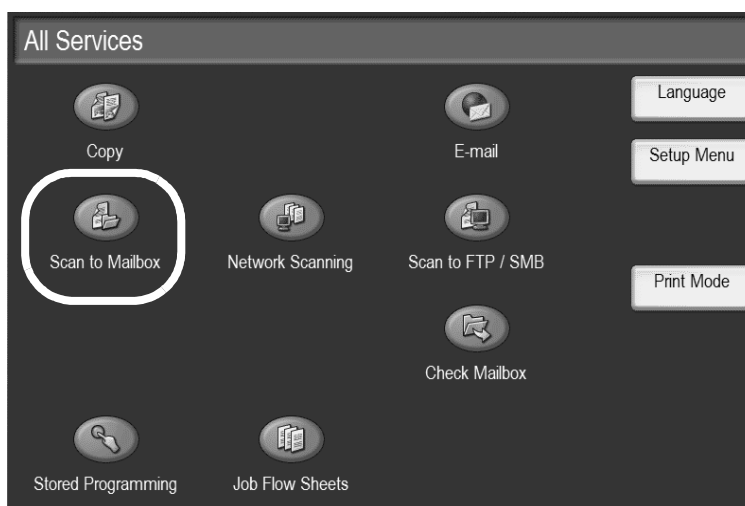 All Services
Language
Copy
E-mail
Setup Menu
Scan to Mailbox
Network Scanning
Scan to FTP / SMB
Print Mode
Check Mailbox
Stored Programming
Job Flow Sheets